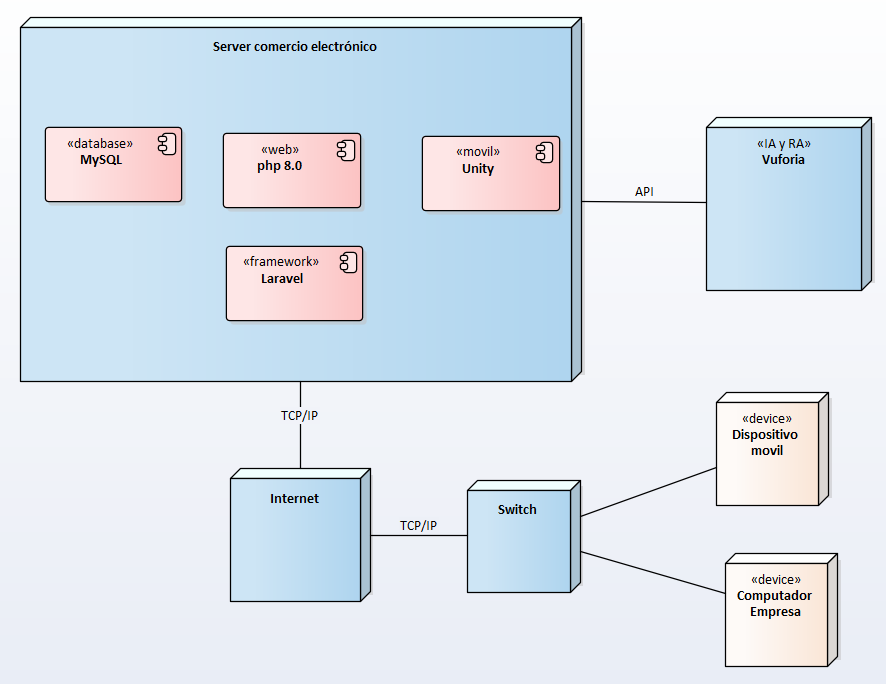 Server comercio electrónico
«database»
MySQL
«web»
php 8.0
«movil»
Unity
«framework»
Laravel
API
«IA y RA»
Vuforia
TCP/IP
Internet
TCP/IP
Switch
«device»
Dispositivo
movil
«device»
Computador
Empresa